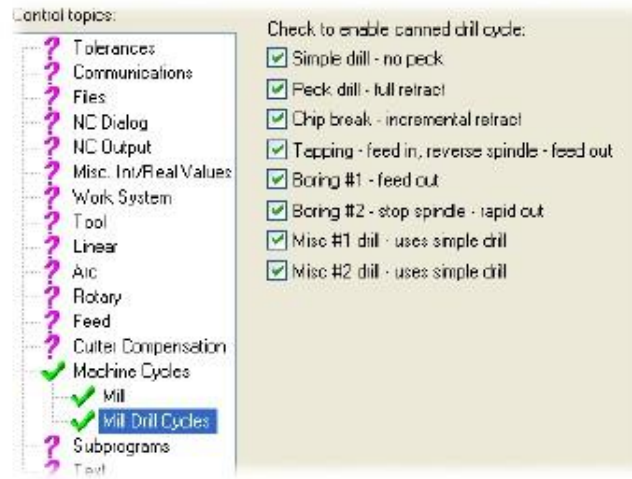 Control topics:
Tolerances
Communications
Files
NC Dialog
NC Output
Misc. Int/Real Values
Work System
Tool
Linear
Arc
Rotary
Feed
Cutter Compensation
Machine Cycles
Mill
Mill Drill Cycles
Subprograms
Text
Check to enable canned drill cycle:
Simple drill - no peck
Peck drill - full retract
Chip break - incremental retract
Tapping - feed in, reverse spindle - feed out
Boring #1 - feed out
Boring #2 - stop spindle - rapid out
Misc #1 drill - uses simple drill
Misc #2 drill - uses simple drill